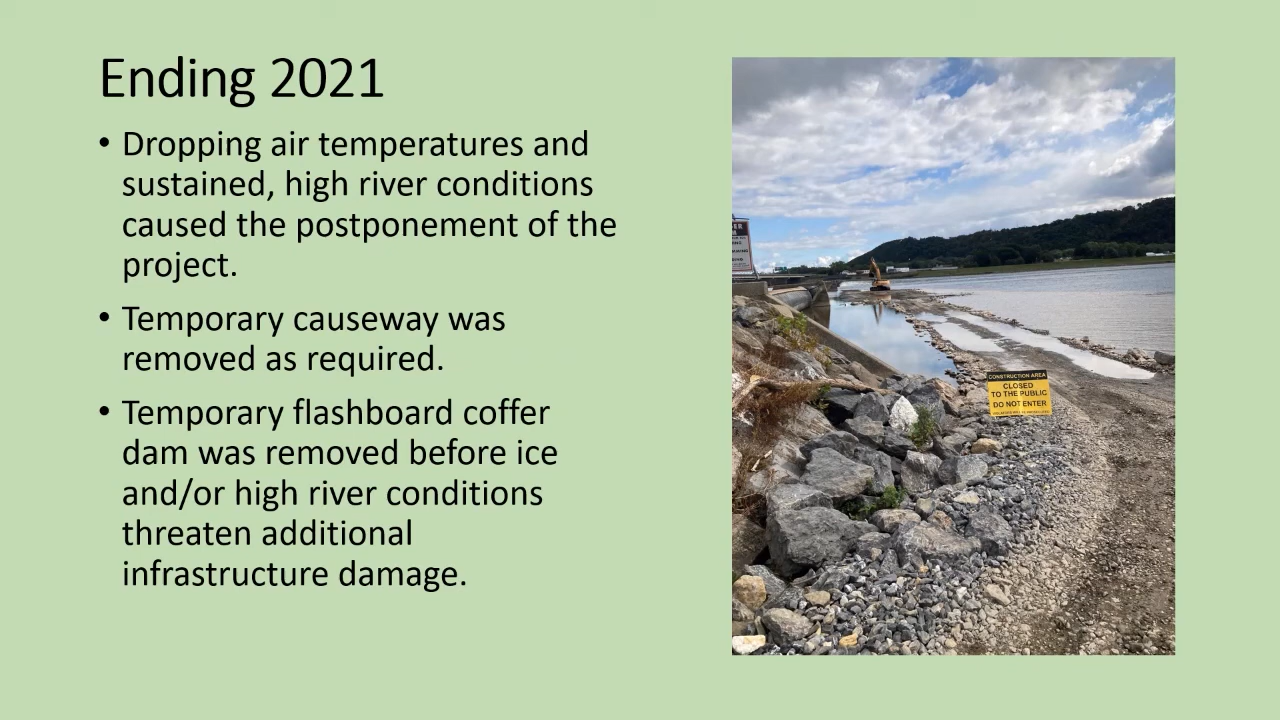 Ending 2021
• Dropping air temperatures and
sustained, high river conditions
caused the postponement of the
project.
• Temporary causeway was
removed as required.
• Temporary flashboard coffer
dam was removed before ice
and/or high river conditions
threaten additional
infrastructure damage.
CONSTRUCTION AREA
CLOSED
TO THE PUBLIC
DO NOT ENTER